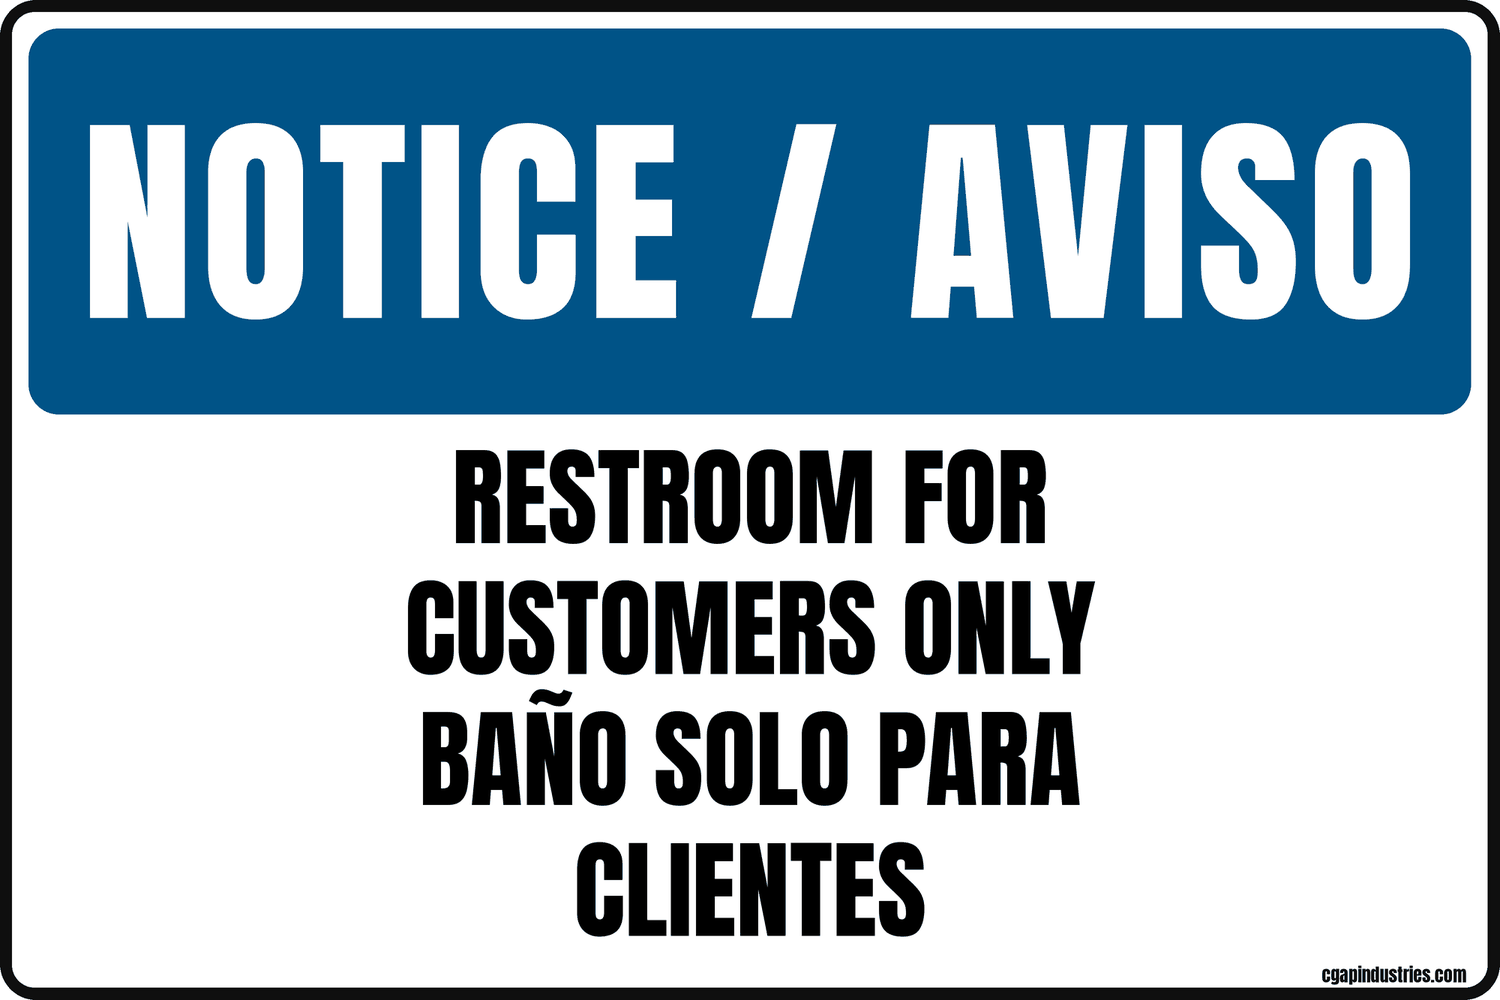 NOTICE / AVISO
RESTROOM FOR
CUSTOMERS ONLY
BAÑO SOLO PARA
CLIENTES
cgapindustries.com